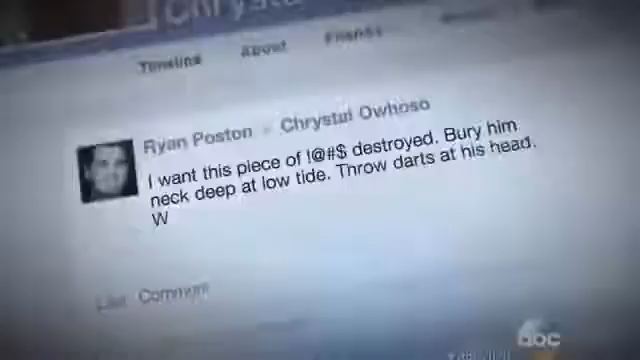 Chrysta
Timeline About Friends
Ryan Poston Chrystal Owhoso
I want this piece of !@#$ destroyed. Bury him
neck deep at low tide. Throw darts at his head.
W
Like Comment
abc